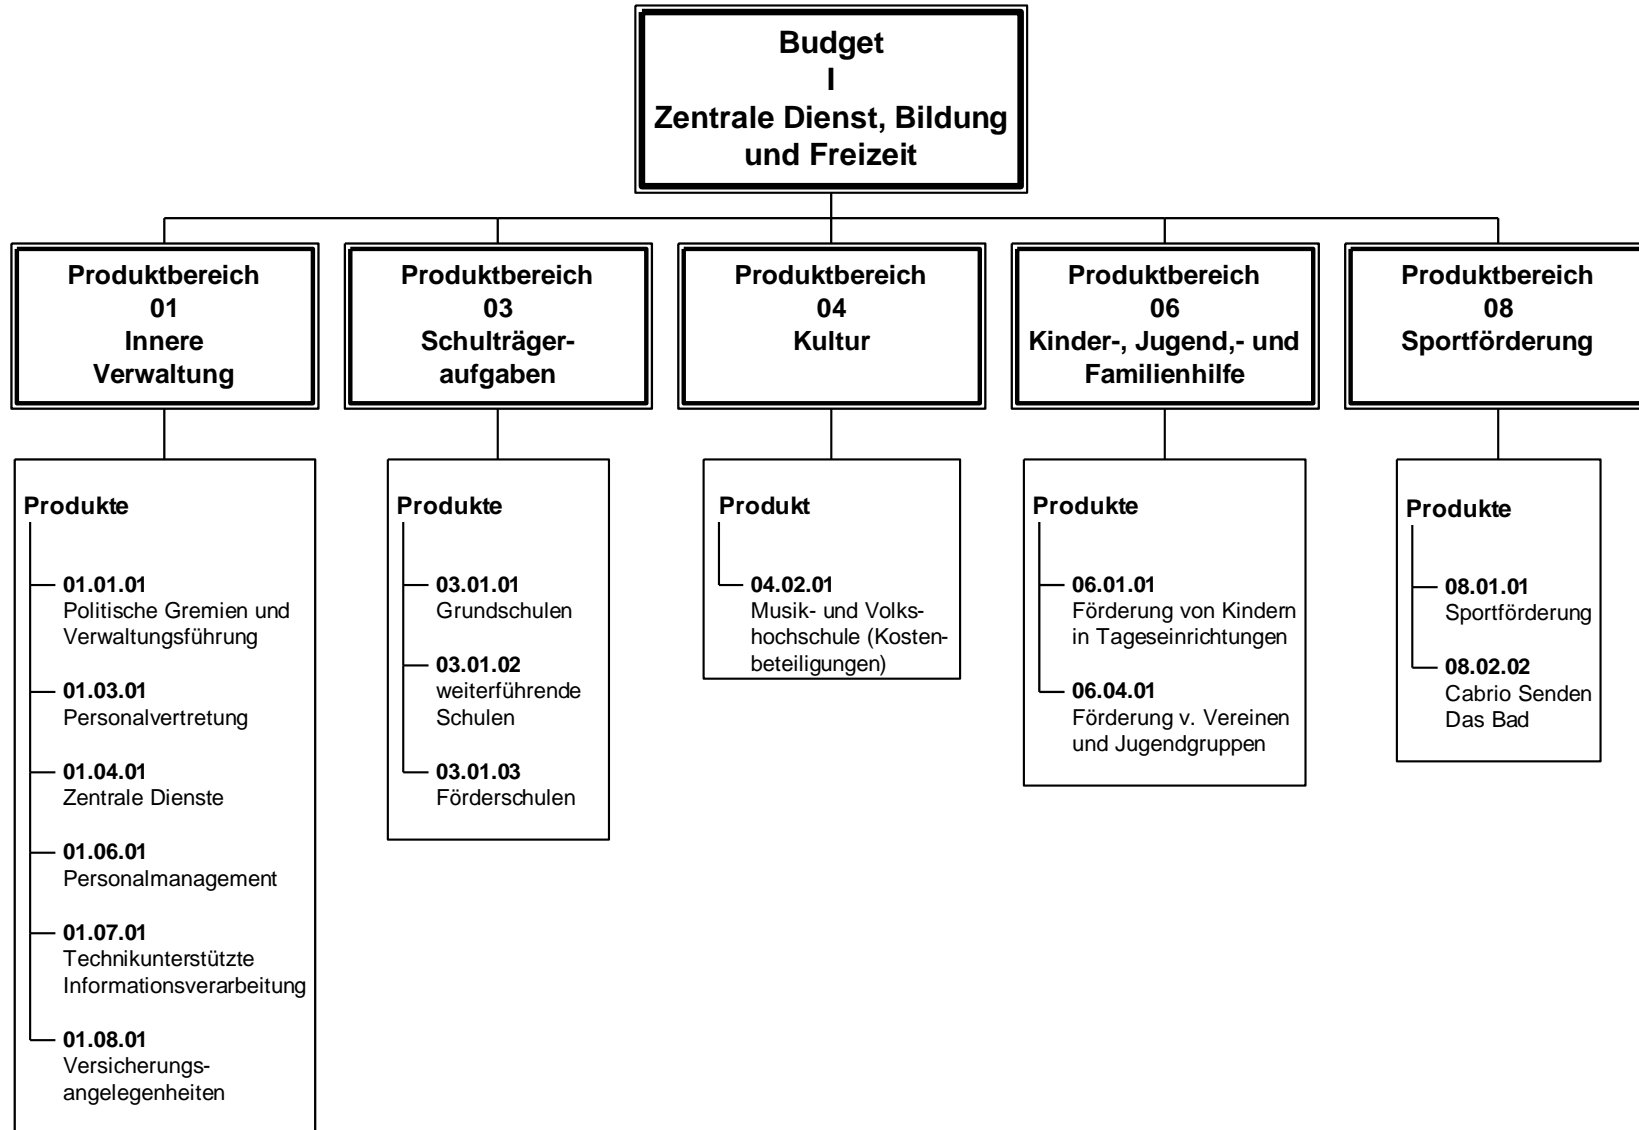 Budget
I
Zentrale Dienst, Bildung
und Freizeit
Produktbereich
01
Innere
Verwaltung
Produktbereich
03
Schulträger-
aufgaben
Produktbereich
04
Kultur
Produktbereich
06
Kinder-, Jugend,- und
Familienhilfe
Produktbereich
08
Sportförderung
Produkte
01.01.01
Politische Gremien und
Verwaltungsführung
01.03.01
Personalvertretung
01.04.01
Zentrale Dienste
01.06.01
Personalmanagement
01.07.01
Technikunterstützte
Informationsverarbeitung
01.08.01
Versicherungs-
angelegenheiten
Produkte
03.01.01
Grundschulen
03.01.02
weiterführende
Schulen
03.01.03
Förderschulen
Produkt
04.02.01
Musik- und Volks-
hochschule (Kosten-
beteiligungen)
Produkte
06.01.01
Förderung von Kindern
in Tageseinrichtungen
06.04.01
Förderung v. Vereinen
und Jugendgruppen
Produkte
08.01.01
Sportförderung
08.02.02
Cabrio Senden
Das Bad